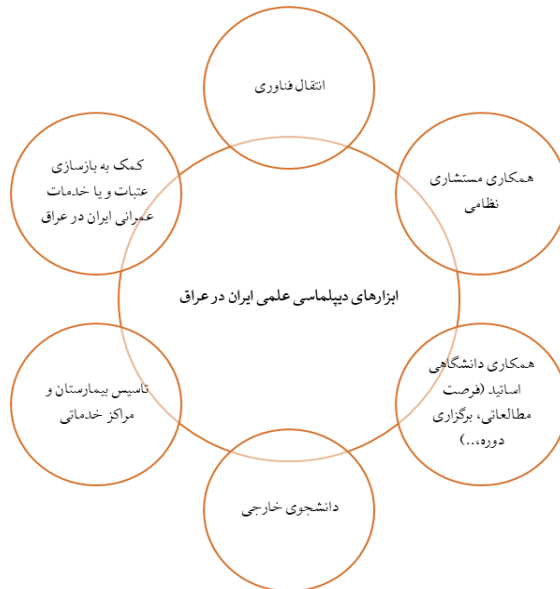 انتقال فناوری
همکاری مستشاری
نظامی
کمک به بازسازی
عتبات و یا خدمات
عمرانی ایران در عراق
ابزارهای دیپلماسی علمی ایران در عراق
همکاری دانشگاهی
اساتید (فرصت
مطالعاتی، برگزاری
دوره،...)
تاسیس بیمارستان و
مراکز خدماتی
دانشجوی خارجی